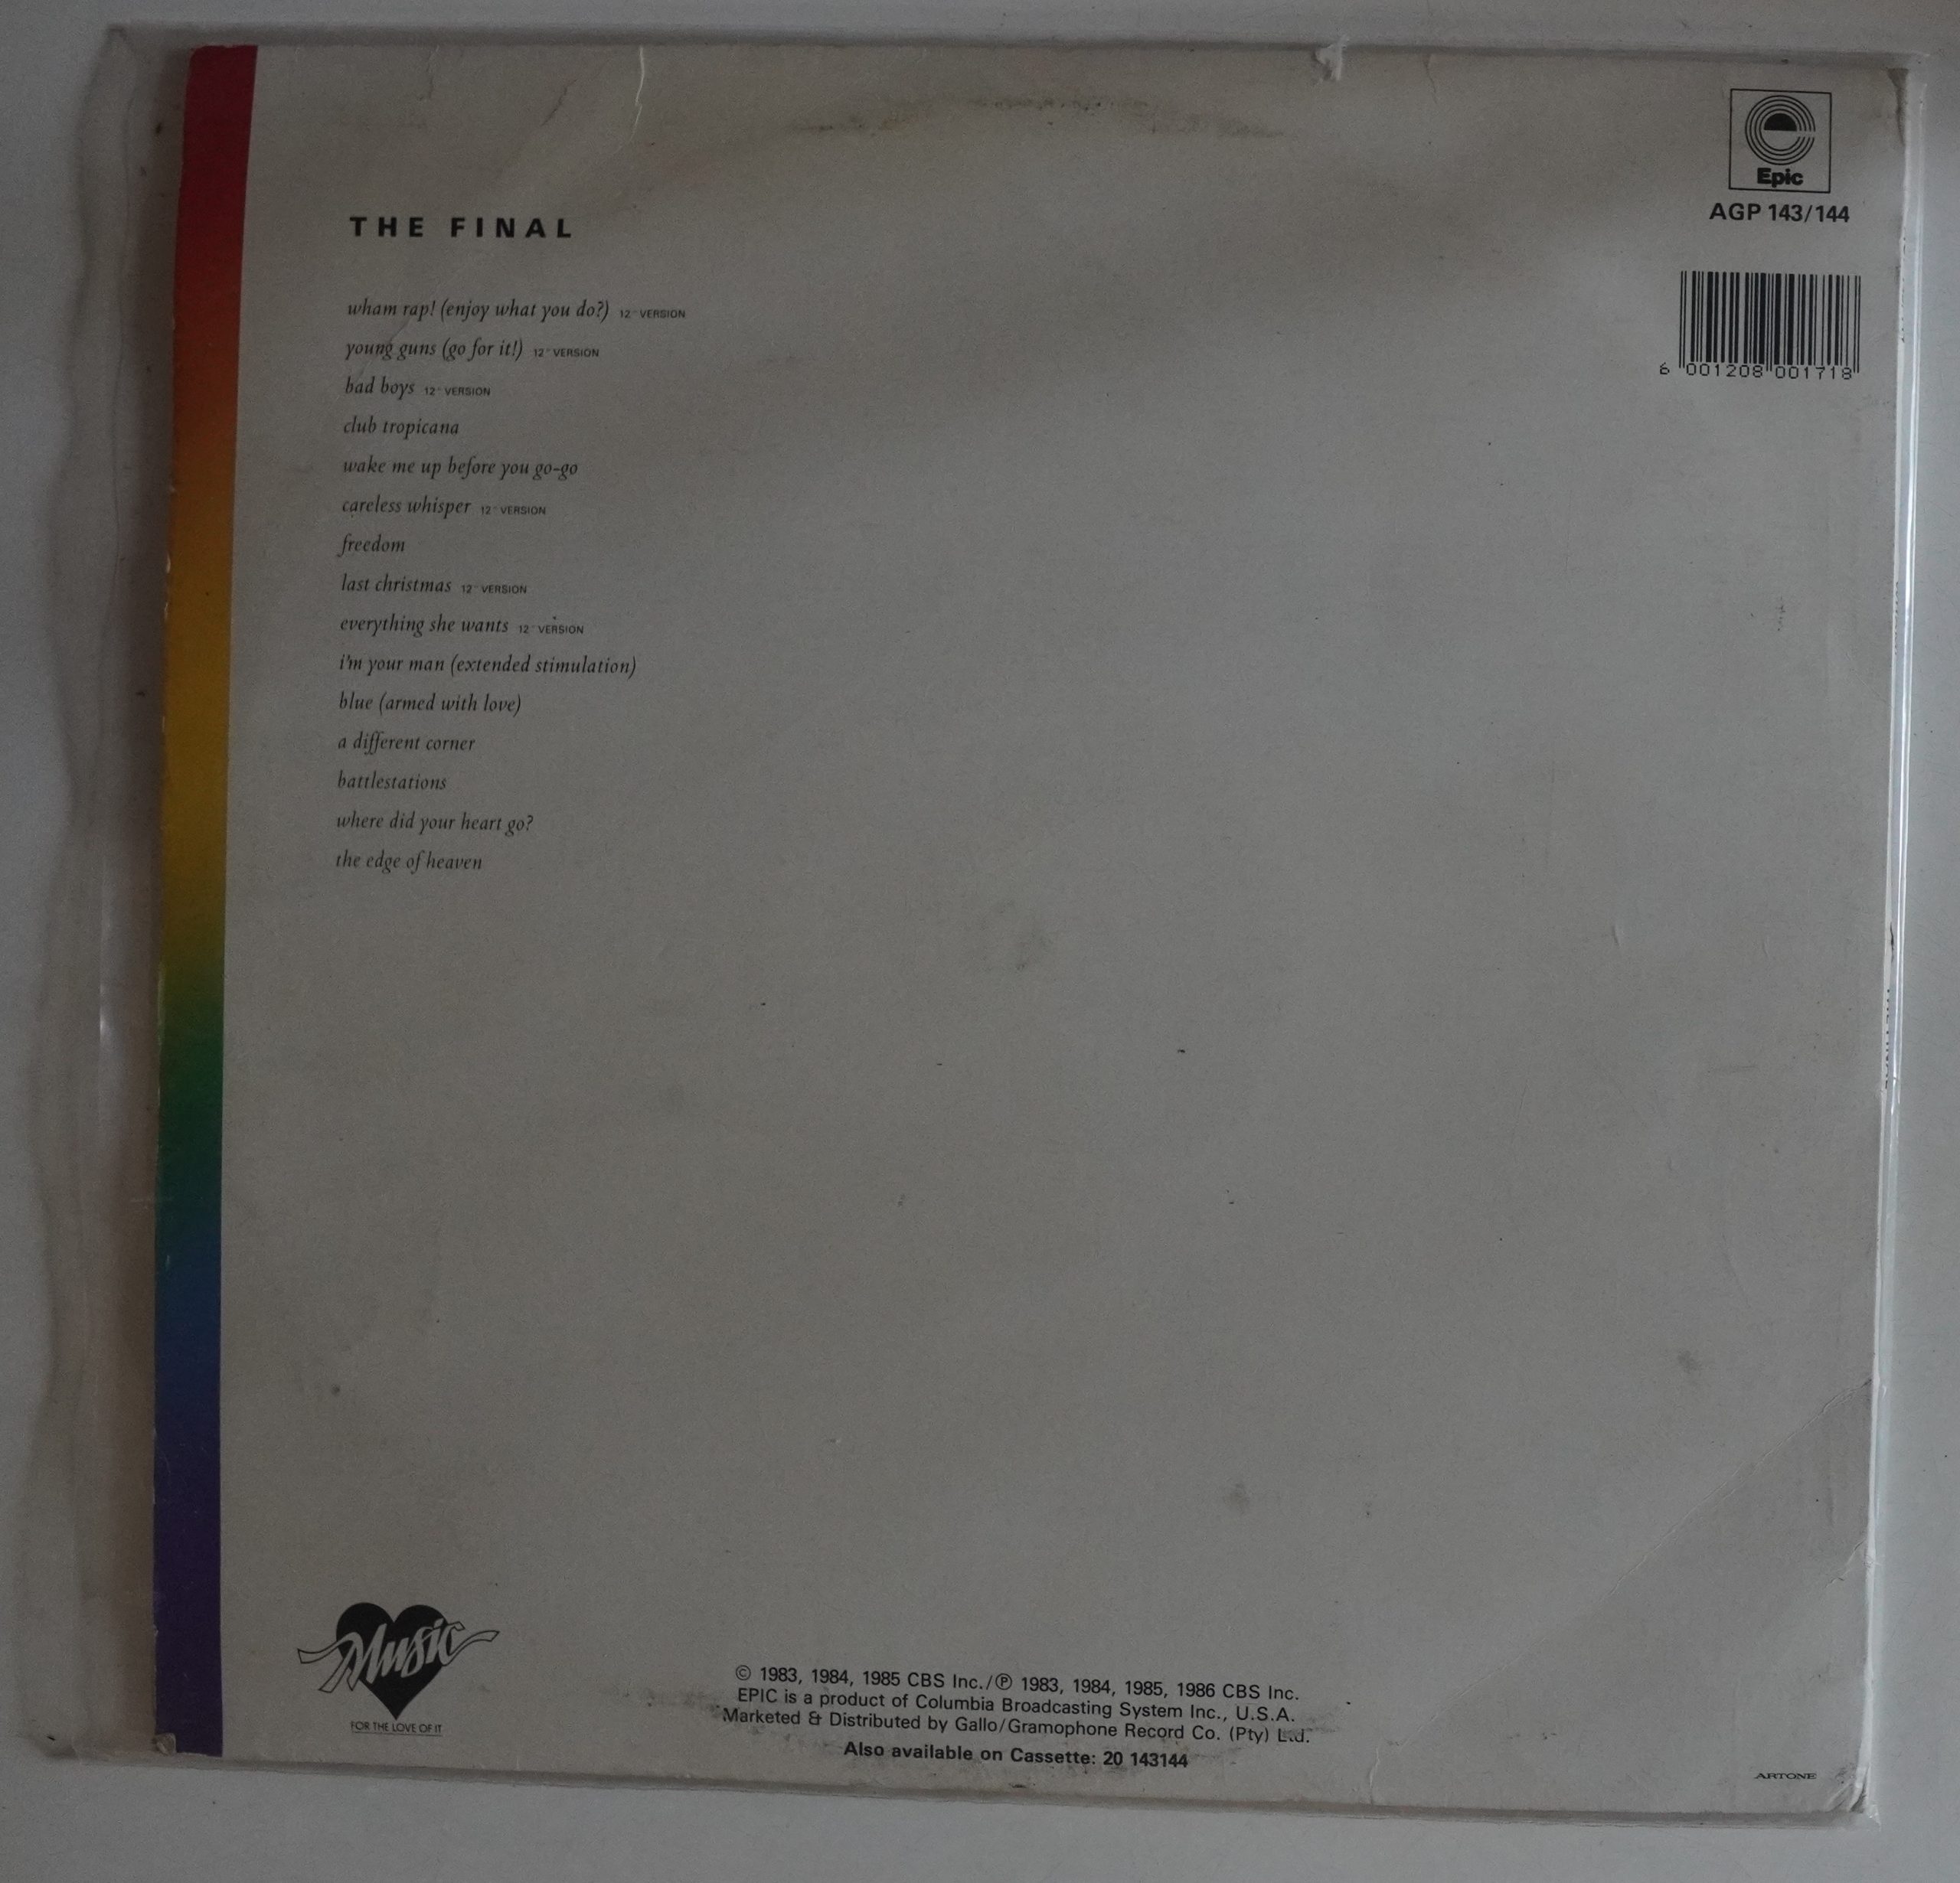 Epic
AGP 143/144
6 001208 001718
THE FINAL
wham rap! (enjoy what you do?) 12" VERSION
young guns (go for it!) 12" VERSION
bad boys 12" VERSION
club tropicana
wake me up before you go-go
careless whisper 12" VERSION
freedom
last christmas 12" VERSION
everything she wants 12" VERSION
i'm your man (extended stimulation)
blue (armed with love)
a different corner
battlestations
where did your heart go?
the edge of heaven
Music
FOR THE LOVE OF IT
© 1983, 1984, 1985 CBS Inc./℗ 1983, 1984, 1985, 1986 CBS Inc.
EPIC is a product of Columbia Broadcasting System Inc., U.S.A.
Marketed & Distributed by Gallo/Gramophone Record Co. (Pty) Ltd.
Also available on Cassette: 20 143144
ARTONE